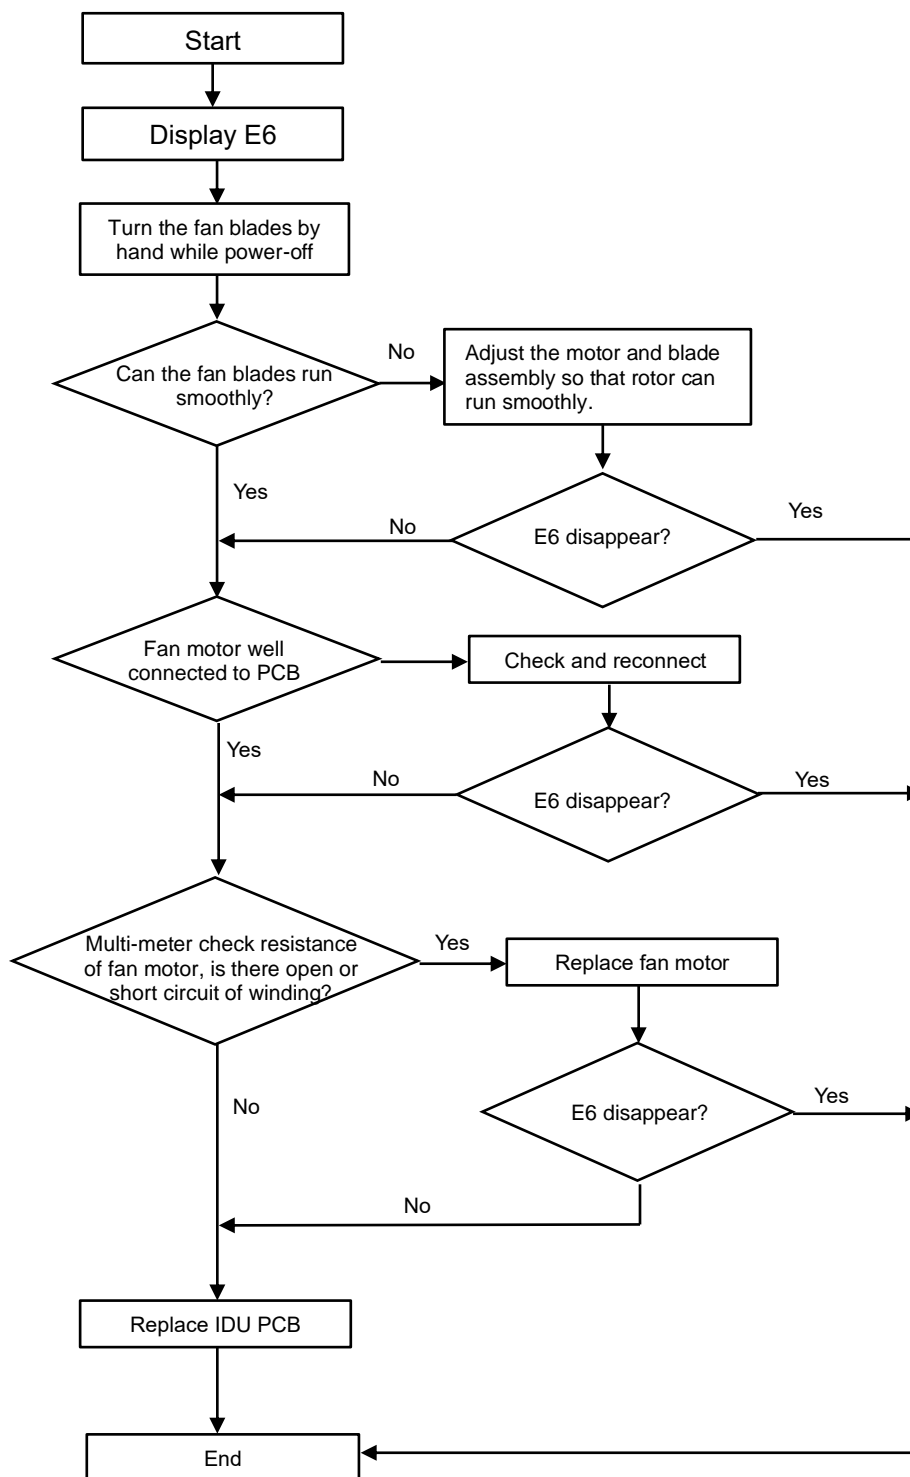 Start
Display E6
Turn the fan blades by
hand while power-off
Can the fan blades run
smoothly?
No
Adjust the motor and blade
assembly so that rotor can
run smoothly.
Yes
No
E6 disappear?
Yes
Fan motor well
connected to PCB
Check and reconnect
Yes
No
E6 disappear?
Yes
Multi-meter check resistance
of fan motor, is there open or
short circuit of winding?
Yes
Replace fan motor
No
E6 disappear?
Yes
No
Replace IDU PCB
End